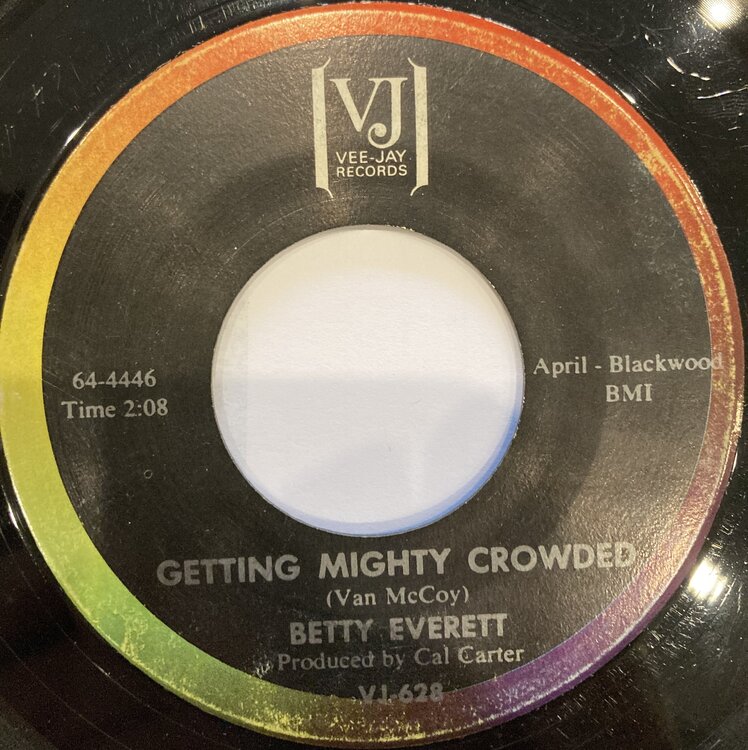 VJ
VEE-JAY
RECORDS
64-4446
Time 2:08
April - Blackwood
BMI
GETTING MIGHTY CROWDED
(Van McCoy)
BETTY EVERETT
Produced by Cal Carter
VJ-628